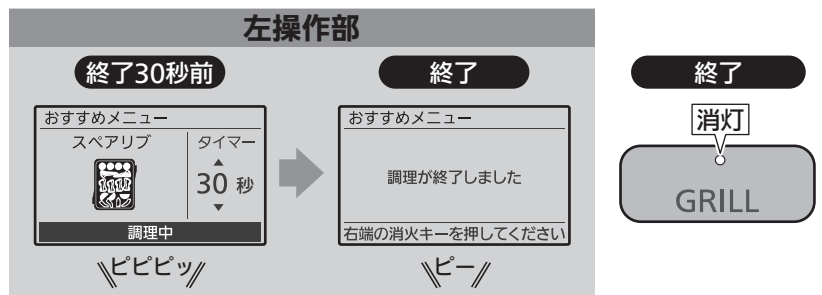 左操作部
終了30秒前
おすすめメニュー
スペアリブ
タイマー
▲
30 秒
▼
調理中
ピピピッ
終了
おすすめメニュー
調理が終了しました
右端の消火キーを押してください
ピー
終了
消灯
GRILL